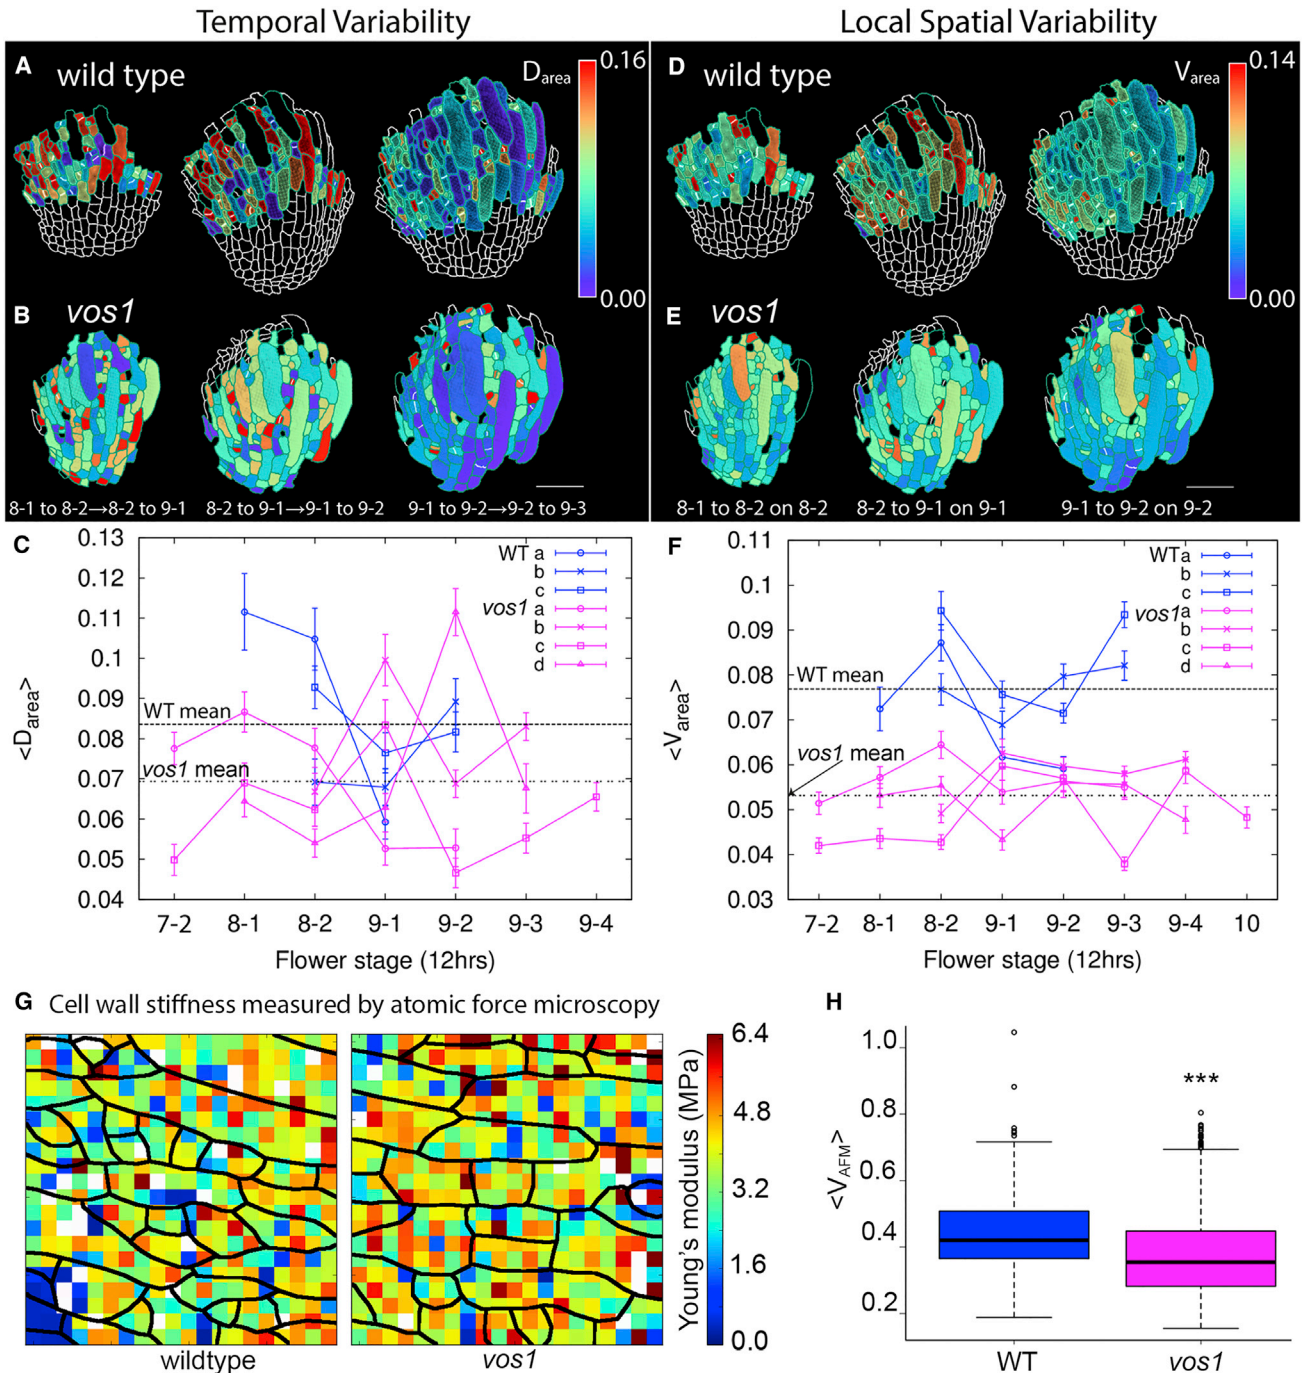 Temporal Variability
Local Spatial Variability
A wild type
D_area
0.16
0.00
B vos1
8-1 to 8-2→8-2 to 9-1
8-2 to 9-1→9-1 to 9-2
9-1 to 9-2→9-2 to 9-3
D wild type
V_area
0.14
0.00
E vos1
8-1 to 8-2 on 8-2
8-2 to 9-1 on 9-1
9-1 to 9-2 on 9-2
C
0.13
0.12
0.11
0.1
0.09
0.08
0.07
0.06
0.05
0.04
<D_area>
WT a
b
c
vos1 a
b
c
d
WT mean
vos1 mean
7-2 8-1 8-2 9-1 9-2 9-3 9-4
Flower stage (12hrs)
F
0.11
0.1
0.09
0.08
0.07
0.06
0.05
0.04
0.03
<V_area>
WT a
b
c
vos1 a
b
c
d
WT mean
vos1 mean
7-2 8-1 8-2 9-1 9-2 9-3 9-4 10
Flower stage (12hrs)
G Cell wall stiffness measured by atomic force microscopy
wildtype
vos1
Young's modulus (MPa)
6.4
4.8
3.2
1.6
0.0
H
1.0
0.8
0.6
0.4
0.2
<V_AFM>
***
WT
vos1